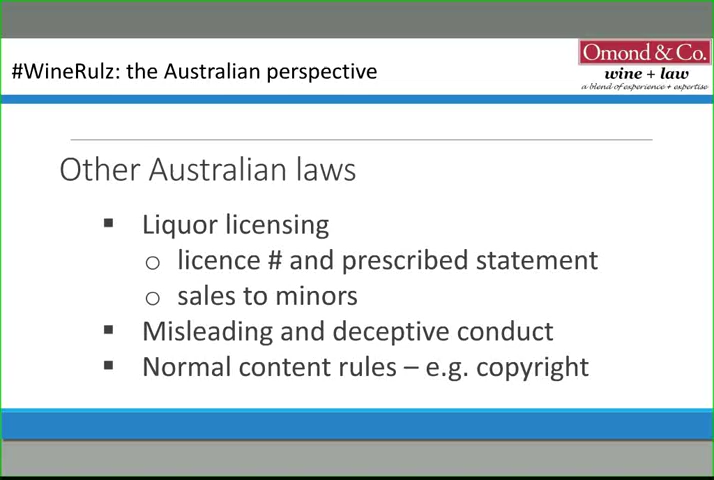 #WineRulz: the Australian perspective
Omond & Co.
wine + law
a blend of experience + expertise
Other Australian laws
▪ Liquor licensing
o licence # and prescribed statement
o sales to minors
▪ Misleading and deceptive conduct
▪ Normal content rules – e.g. copyright